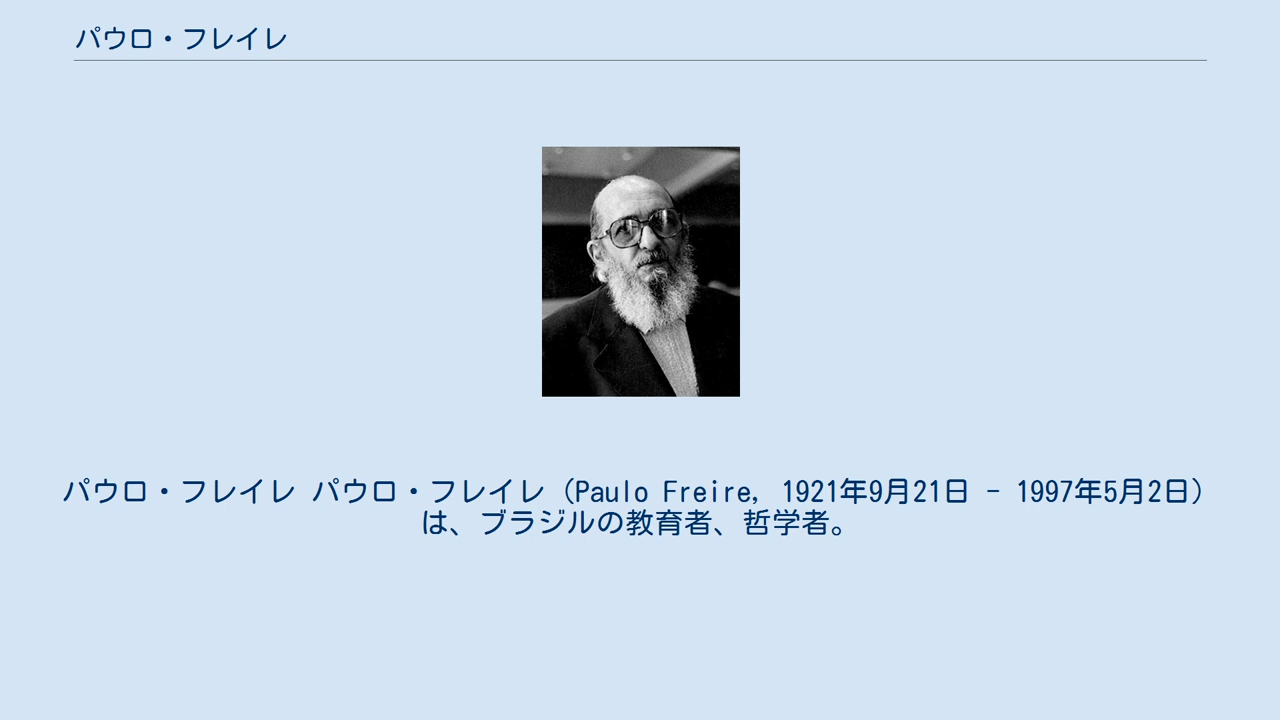 パウロ・フレイレ
パウロ・フレイレ パウロ・フレイレ（Paulo Freire, 1921年9月21日 - 1997年5月2日）
は、ブラジルの教育者、哲学者。